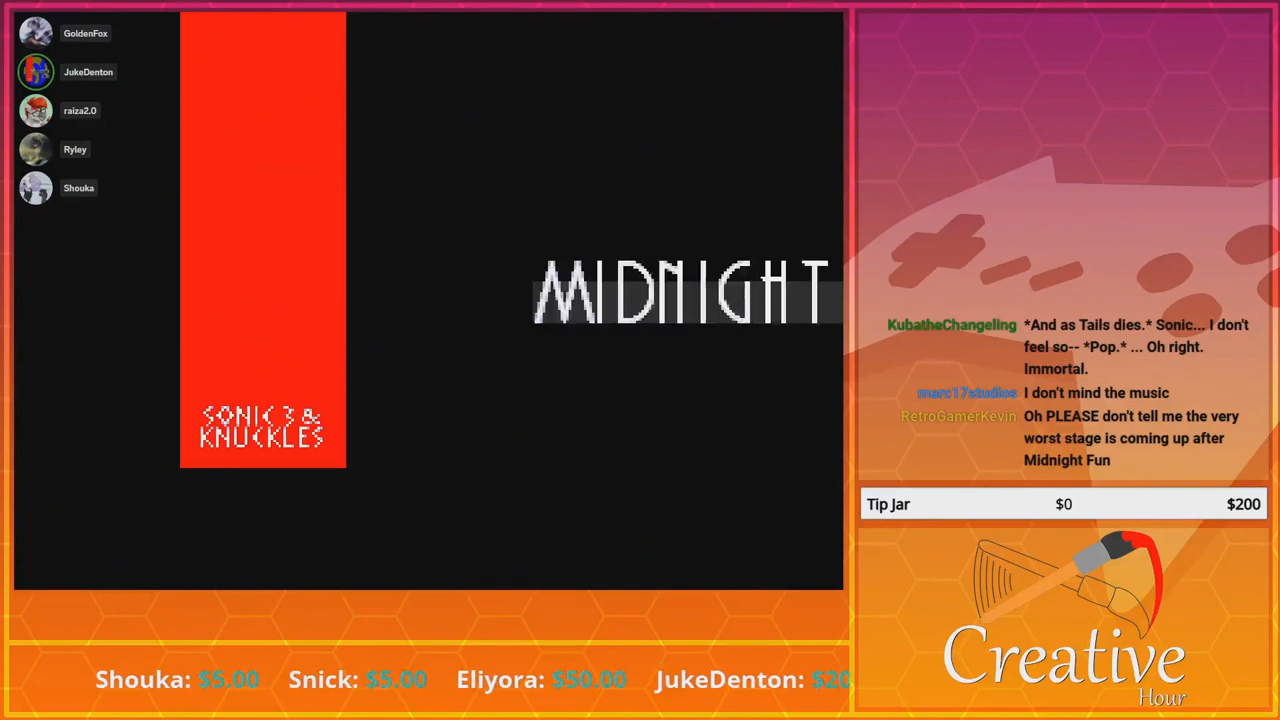 GoldenFox
JukeDenton
raiza2.0
Ryley
Shouka
SONIC 3 &
KNUCKLES
MIDNIGHT
KubatheChangeling *And as Tails dies.* Sonic... I don't
feel so-- *Pop.* ... Oh right.
Immortal.
marc17studios I don't mind the music
RetroGamerKevin Oh PLEASE don't tell me the very
worst stage is coming up after
Midnight Fun
Tip Jar $0 $200
Creative
Hour
Shouka: $5.00 Snick: $5.00 Eliyora: $50.00 JukeDenton: $20